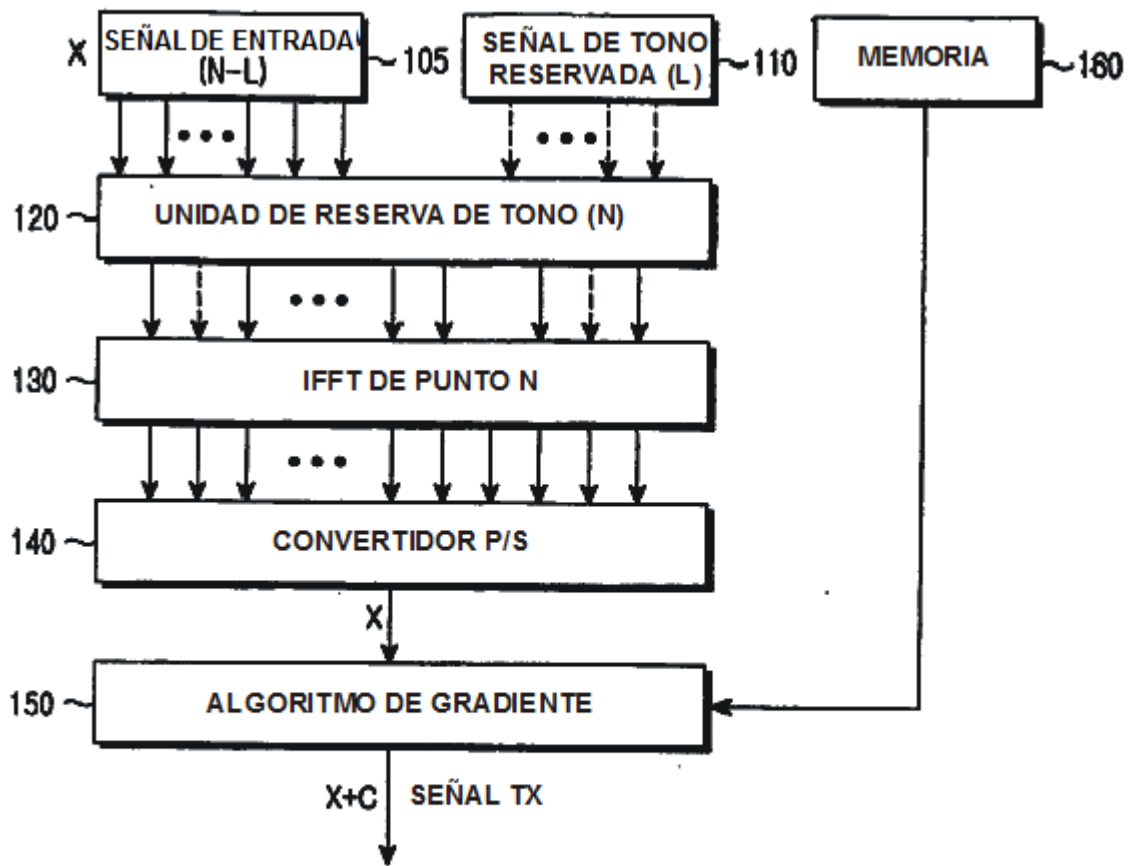 X
SEÑAL DE ENTRADA
(N-L)
105
SEÑAL DE TONO
RESERVADA (L)
110
MEMORIA
160
120
UNIDAD DE RESERVA DE TONO (N)
130
IFFT DE PUNTO N
140
CONVERTIDOR P/S
X
150
ALGORITMO DE GRADIENTE
X+C
SEÑAL TX